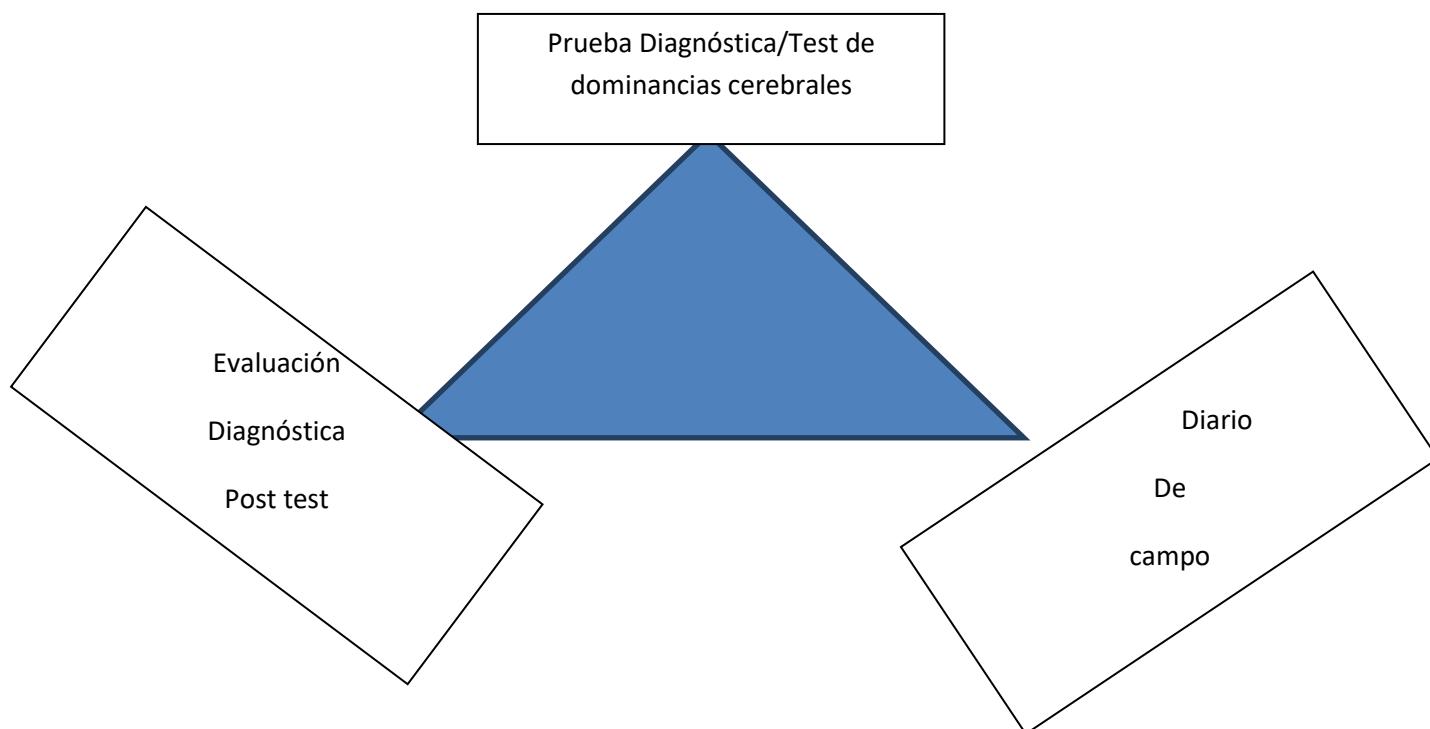 Prueba Diagnóstica/Test de
dominancias cerebrales
Evaluación
Diagnóstica
Post test
Diario
De
campo